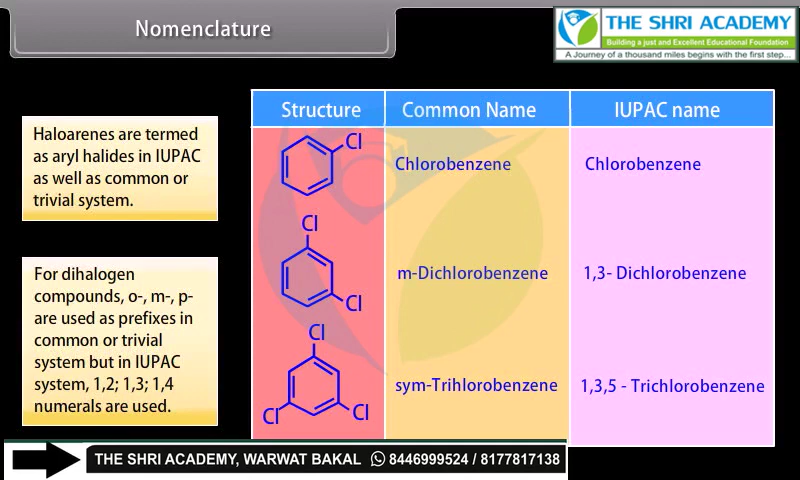 Nomenclature
THE SHRI ACADEMY
Building a just and Excellent Educational Foundation
A Journey of a thousand miles begins with the first step...
Haloarenes are termed
as aryl halides in IUPAC
as well as common or
trivial system.
For dihalogen
compounds, o-, m-, p-
are used as prefixes in
common or trivial
system but in IUPAC
system, 1,2; 1,3; 1,4
numerals are used.
Structure Common Name IUPAC name
Cl
Chlorobenzene Chlorobenzene
Cl
m-Dichlorobenzene 1,3- Dichlorobenzene
Cl
Cl
sym-Trihlorobenzene 1,3,5 - Trichlorobenzene
Cl Cl
THE SHRI ACADEMY, WARWAT BAKAL 8446999524 / 8177817138